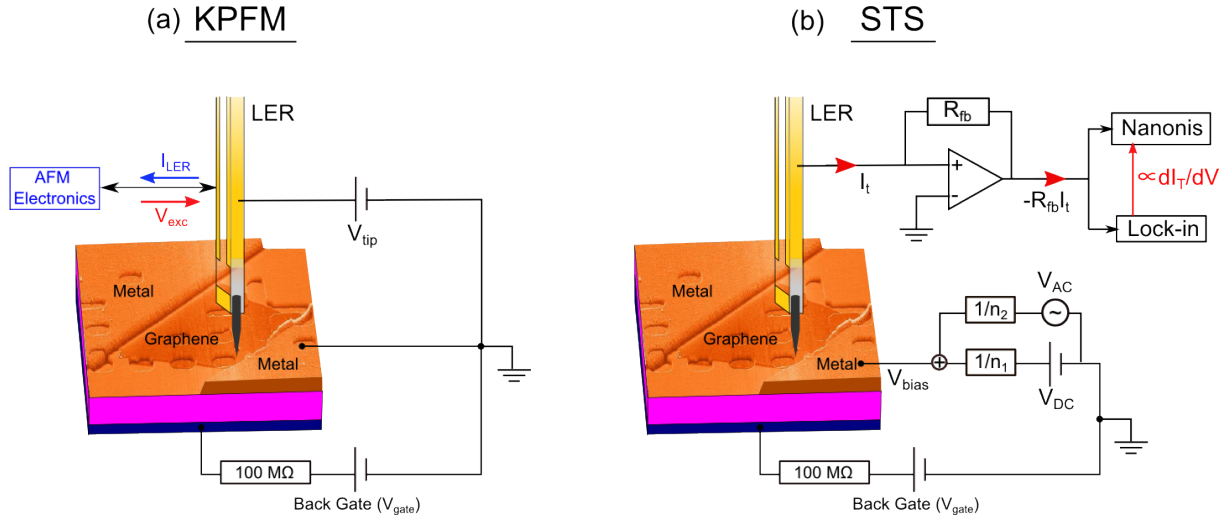 (a) KPFM
LER
I_LER
AFM
Electronics
V_exc
V_tip
Metal
Graphene
Metal
100 MΩ
Back Gate (V_gate)
(b) STS
LER
R_fb
Nanonis
I_t
+
-
-R_fbI_t
∝dI_T/dV
Lock-in
V_AC
Metal
1/n_2
~
Graphene
Metal
+
1/n_1
V_bias
V_DC
100 MΩ
Back Gate (V_gate)